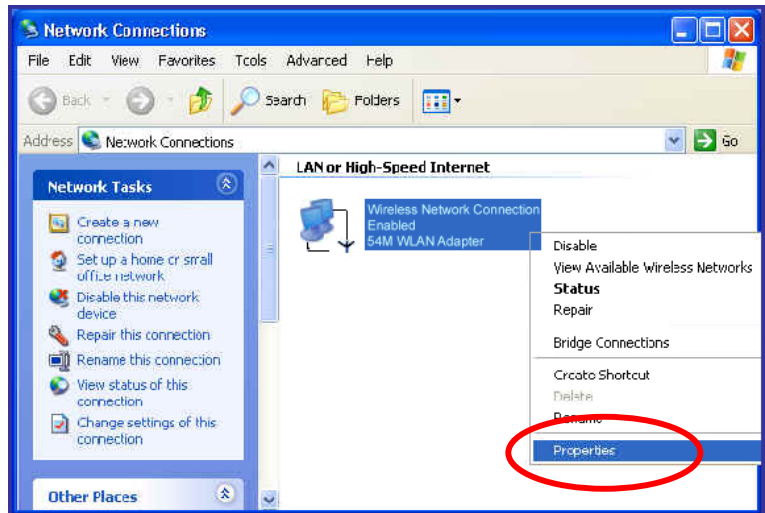 Network Connections
File Edit View Favorites Tools Advanced Help
Back Search Folders
Address Network Connections Go
Network Tasks
Create a new
connection
Set up a home or small
office network
Disable this network
device
Repair this connection
Rename this connection
View status of this
connection
Change settings of this
connection
Other Places
LAN or High-Speed Internet
Wireless Network Connection
Enabled
54M WLAN Adapter
Disable
View Available Wireless Networks
Status
Repair
Bridge Connections
Create Shortcut
Delete
Rename
Properties